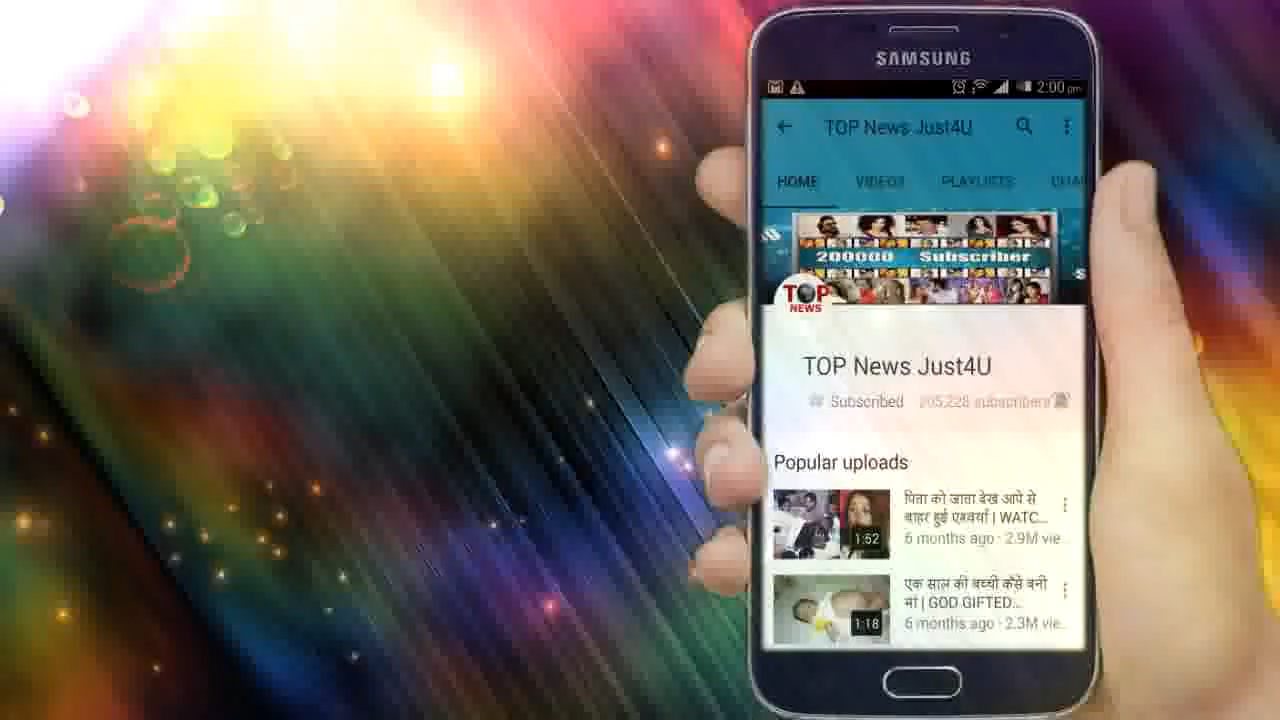 SAMSUNG
2:00 pm
TOP News Just4U
HOME VIDEOS PLAYLISTS CHA
200000 Subscriber
TOP
NEWS
TOP News Just4U
Subscribed 205,228 subscribers
Popular uploads
पिता को जाता देख आपे से
बाहर हुई एश्वर्या | WATC...
6 months ago · 2.9M vie...
1:52
एक साल की बच्ची कैसे बनी
मां | GOD GIFTED...
6 months ago · 2.3M vie...
1:18